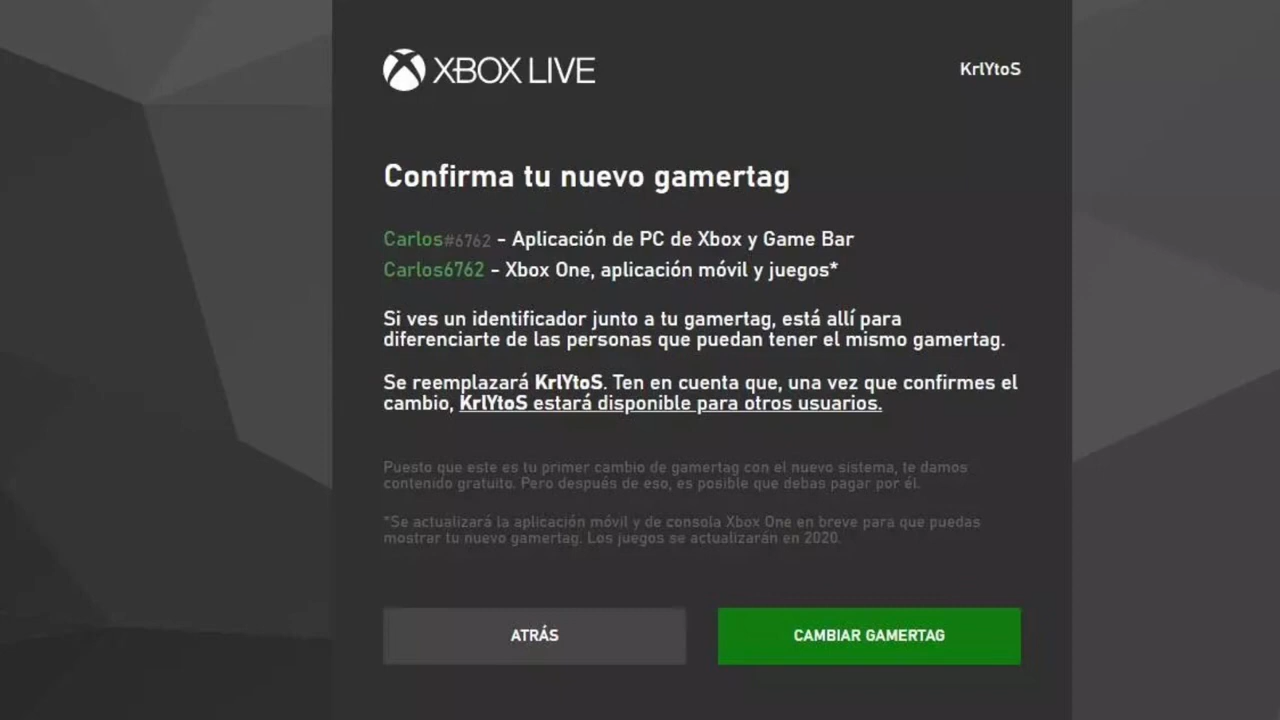 XBOX LIVE
KrlYtoS
Confirma tu nuevo gamertag
Carlos#6762 - Aplicación de PC de Xbox y Game Bar
Carlos6762 - Xbox One, aplicación móvil y juegos*
Si ves un identificador junto a tu gamertag, está allí para
diferenciarte de las personas que puedan tener el mismo gamertag.
Se reemplazará KrlYtoS. Ten en cuenta que, una vez que confirmes el
cambio, KrlYtoS estará disponible para otros usuarios.
Puesto que este es tu primer cambio de gamertag con el nuevo sistema, te damos
contenido gratuito. Pero después de eso, es posible que debas pagar por él.
*Se actualizará la aplicación móvil y de consola Xbox One en breve para que puedas
mostrar tu nuevo gamertag. Los juegos se actualizarán en 2020.
ATRÁS
CAMBIAR GAMERTAG